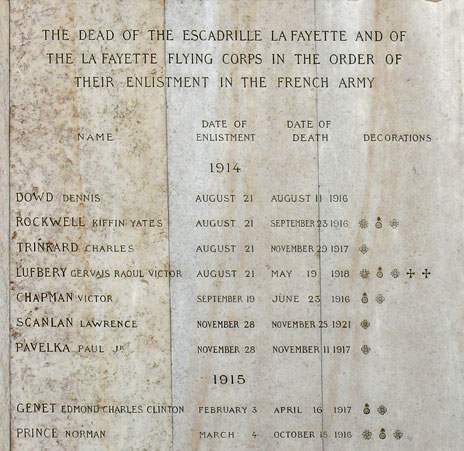 THE DEAD OF THE ESCADRILLE LA FAYETTE AND OF
THE LA FAYETTE FLYING CORPS IN THE ORDER OF
THEIR ENLISTMENT IN THE FRENCH ARMY
NAME DATE OF ENLISTMENT DATE OF DEATH DECORATIONS
1914
DOWD DENNIS AUGUST 21 AUGUST 11 1916
ROCKWELL KIFFIN YATES AUGUST 21 SEPTEMBER 23 1916
TRINKARD CHARLES AUGUST 21 NOVEMBER 29 1917
LUFBERY GERVAIS RAOUL VICTOR AUGUST 21 MAY 19 1918
CHAPMAN VICTOR SEPTEMBER 19 JUNE 23 1916
SCANLAN LAWRENCE NOVEMBER 28 NOVEMBER 25 1921
PAVELKA PAUL JR NOVEMBER 28 NOVEMBER 11 1917
1915
GENET EDMOND CHARLES CLINTON FEBRUARY 3 APRIL 16 1917
PRINCE NORMAN MARCH 4 OCTOBER 15 1916